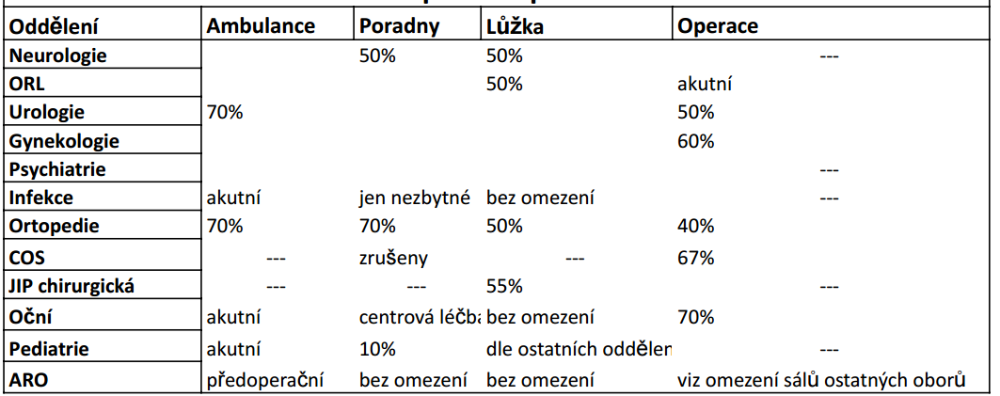 Oddělení Ambulance Poradny Lůžka Operace
Neurologie 50% 50% ---
ORL 50% akutní
Urologie 70% 50%
Gynekologie 60%
Psychiatrie ---
Infekce akutní jen nezbytné bez omezení ---
Ortopedie 70% 70% 50% 40%
COS --- zrušeny --- 67%
JIP chirurgická --- --- 55% ---
Oční akutní centrová léčba bez omezení 70%
Pediatrie akutní 10% dle ostatních oddělen ---
ARO předoperační bez omezení bez omezení viz omezení sálů ostatných oborů